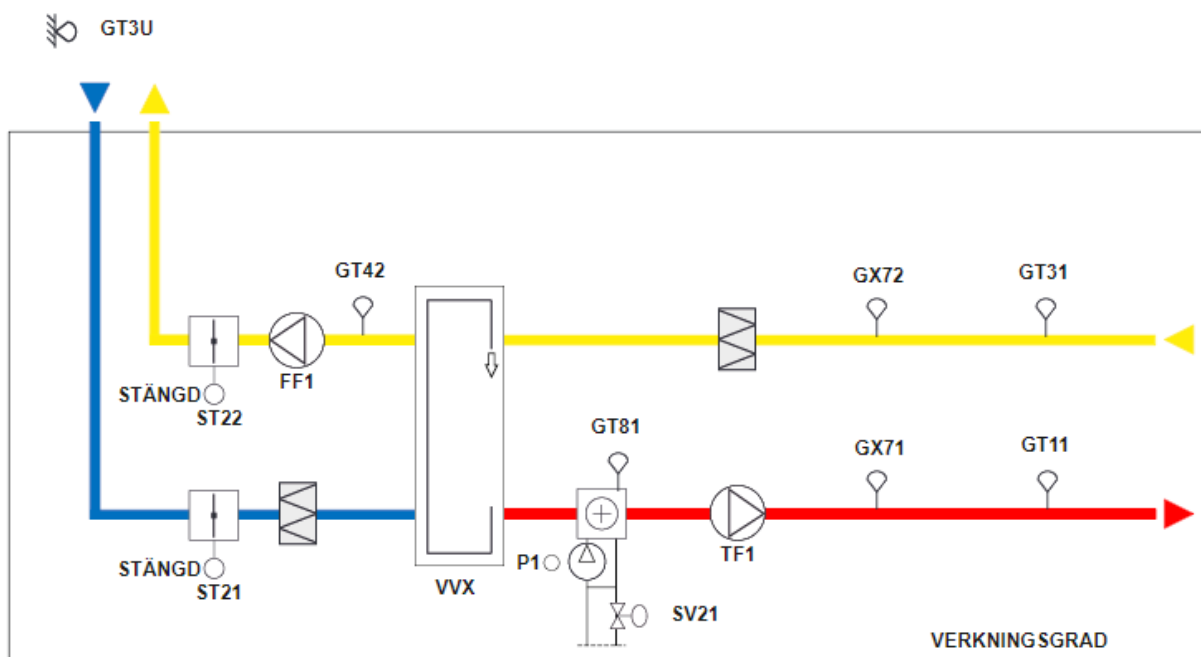 GT3U
GT42
GX72
GT31
STÄNGD
FF1
ST22
GT81
GX71
GT11
STÄNGD
ST21
VVX
P1
TF1
SV21
VERKNINGSGRAD